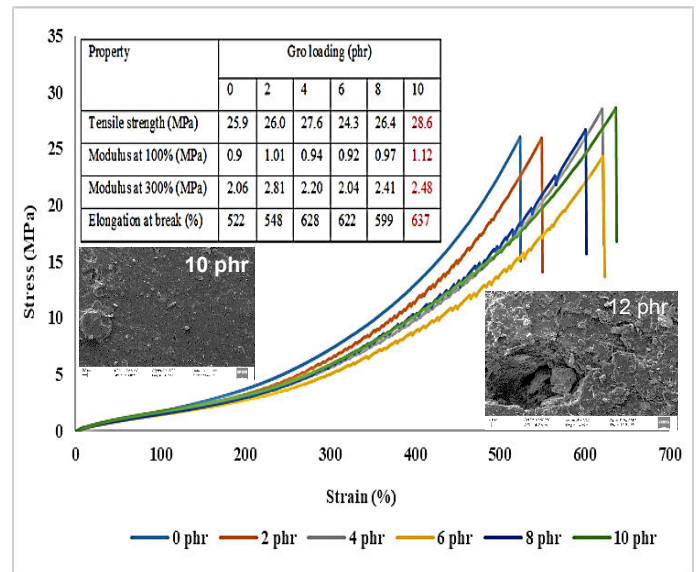 35
30
25
20
15
10
5
0
Stress (MPa)
Property Gro loading (phr)
0 2 4 6 8 10
Tensile strength (MPa) 25.9 26.0 27.6 24.3 26.4 28.6
Modulus at 100% (MPa) 0.9 1.01 0.94 0.92 0.97 1.12
Modulus at 300% (MPa) 2.06 2.81 2.20 2.04 2.41 2.48
Elongation at break (%) 522 548 628 622 599 637
10 phr
12 phr
0 100 200 300 400 500 600 700
Strain (%)
0 phr 2 phr 4 phr 6 phr 8 phr 10 phr